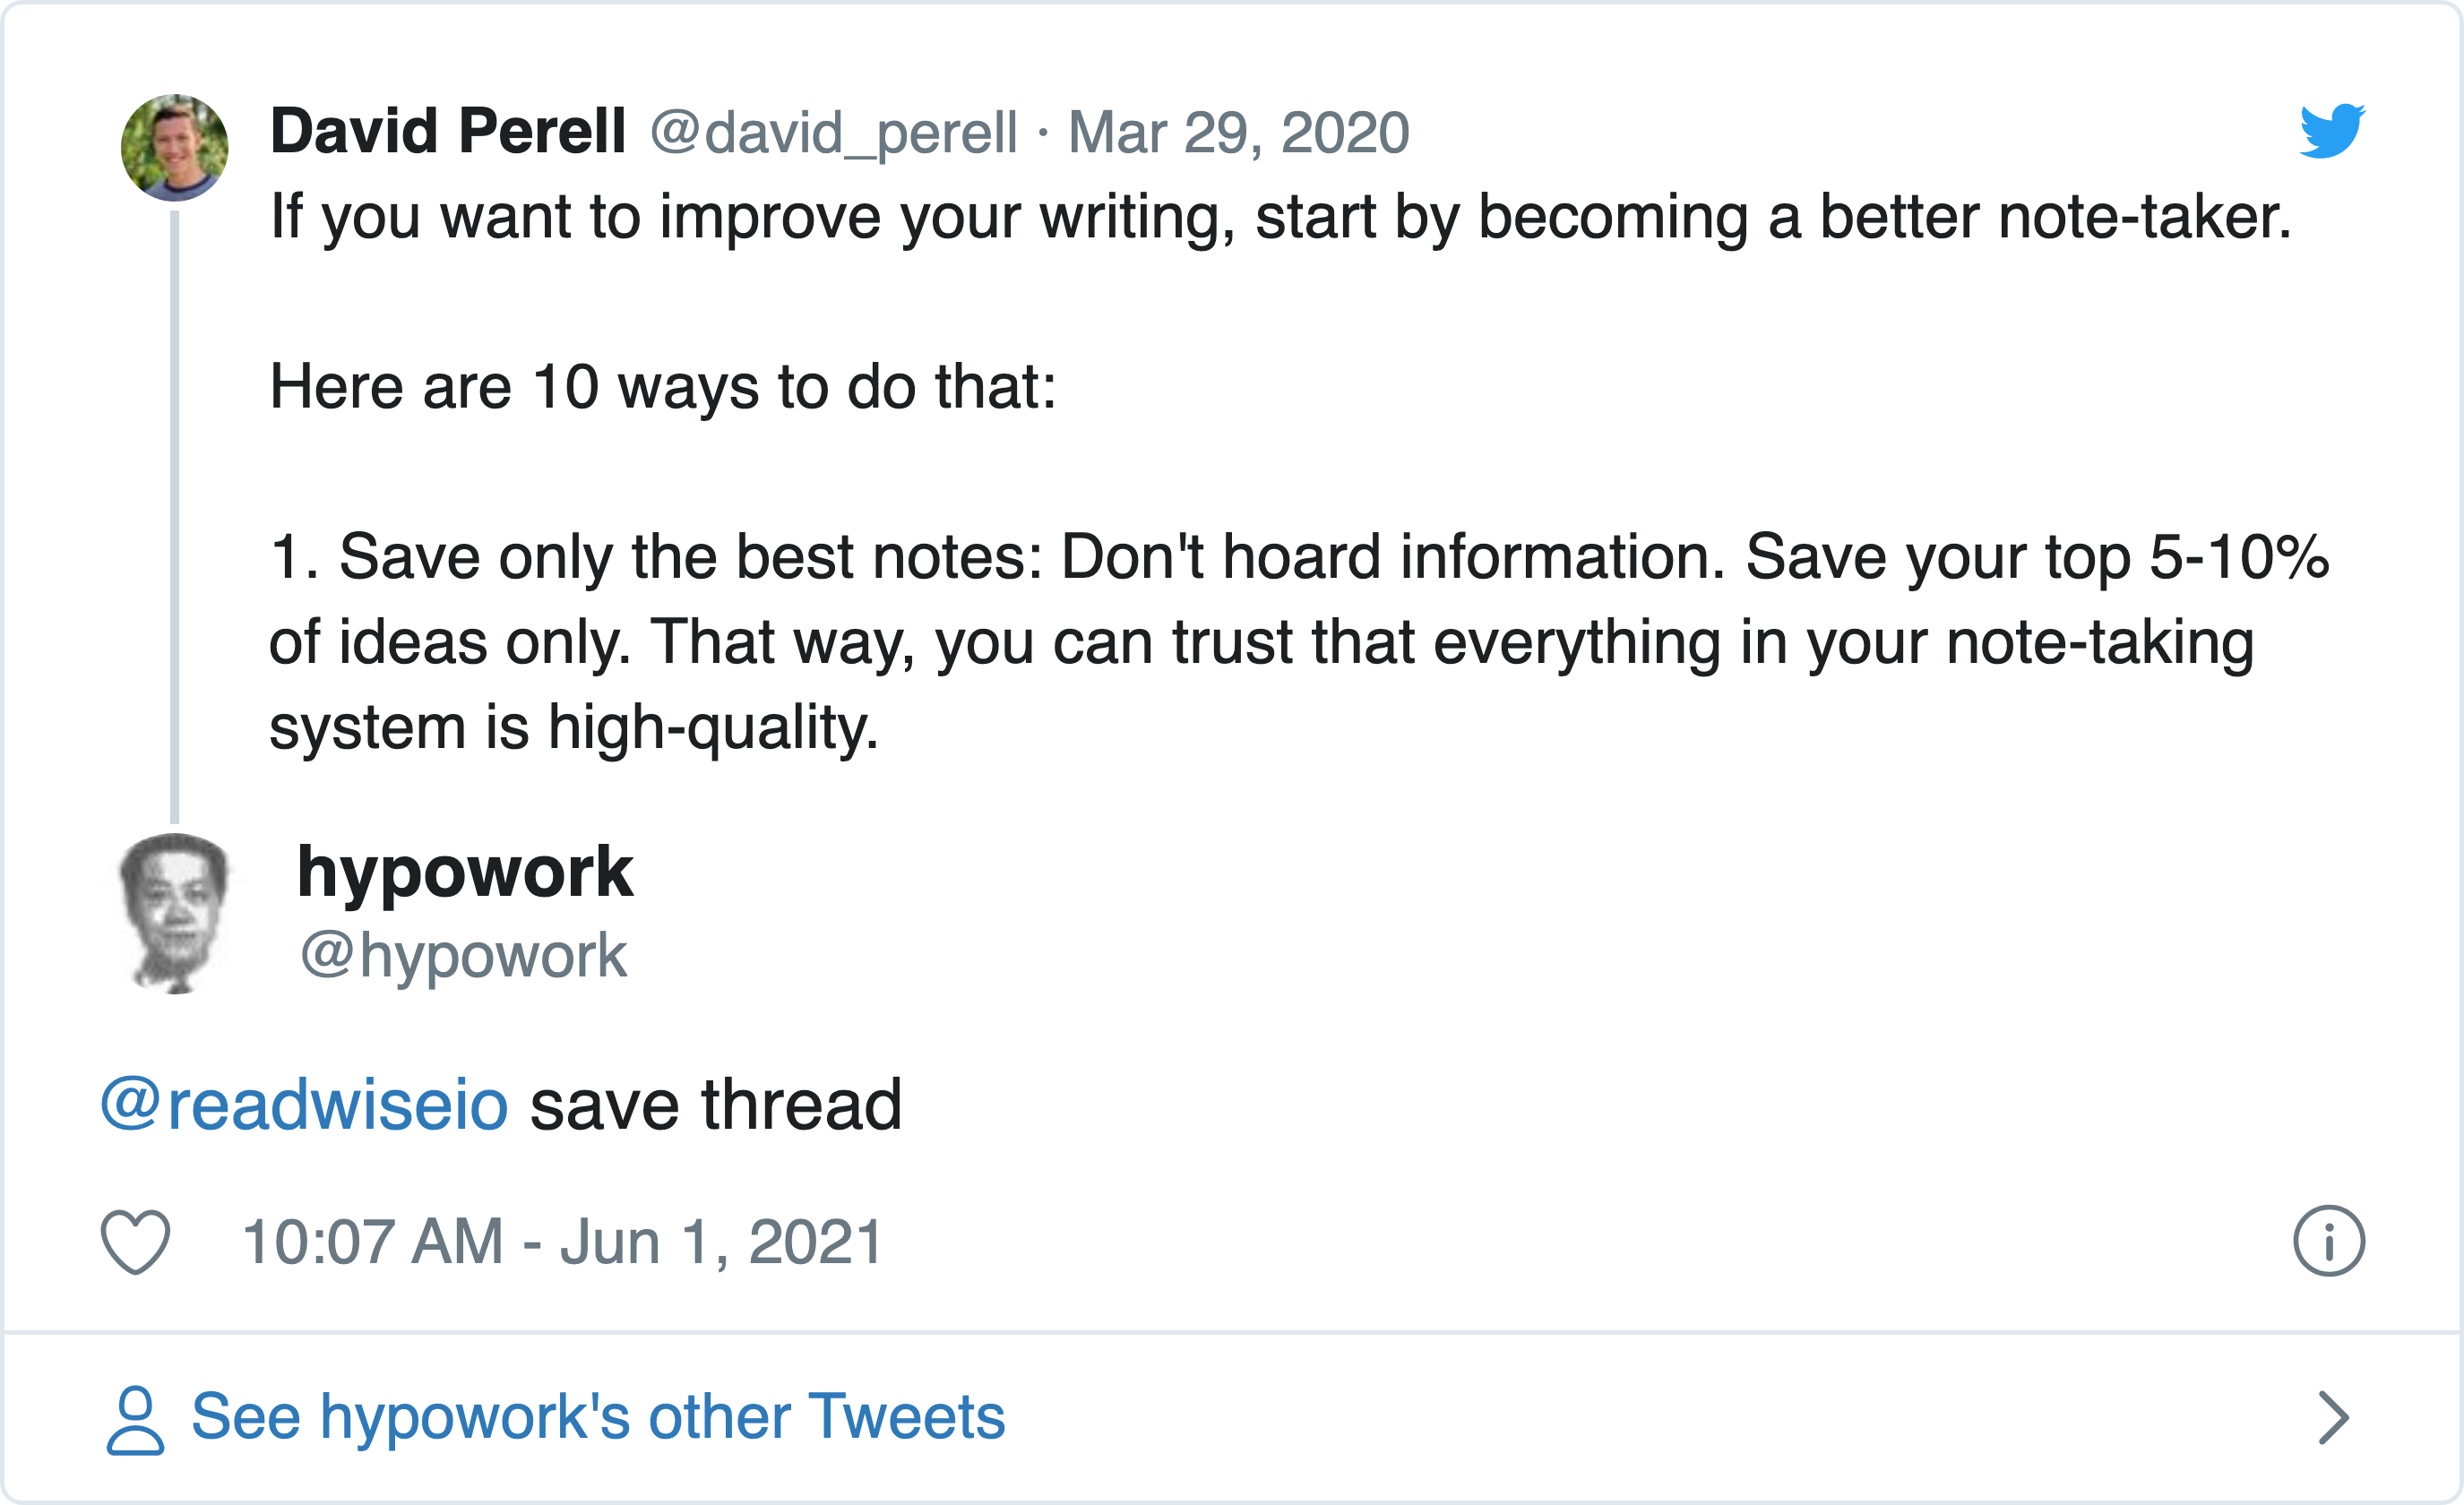 David Perell @david_perell · Mar 29, 2020
If you want to improve your writing, start by becoming a better note-taker.
Here are 10 ways to do that:
1. Save only the best notes: Don't hoard information. Save your top 5-10%
of ideas only. That way, you can trust that everything in your note-taking
system is high-quality.
hypowork
@hypowork
@readwiseio save thread
10:07 AM - Jun 1, 2021
See hypowork's other Tweets